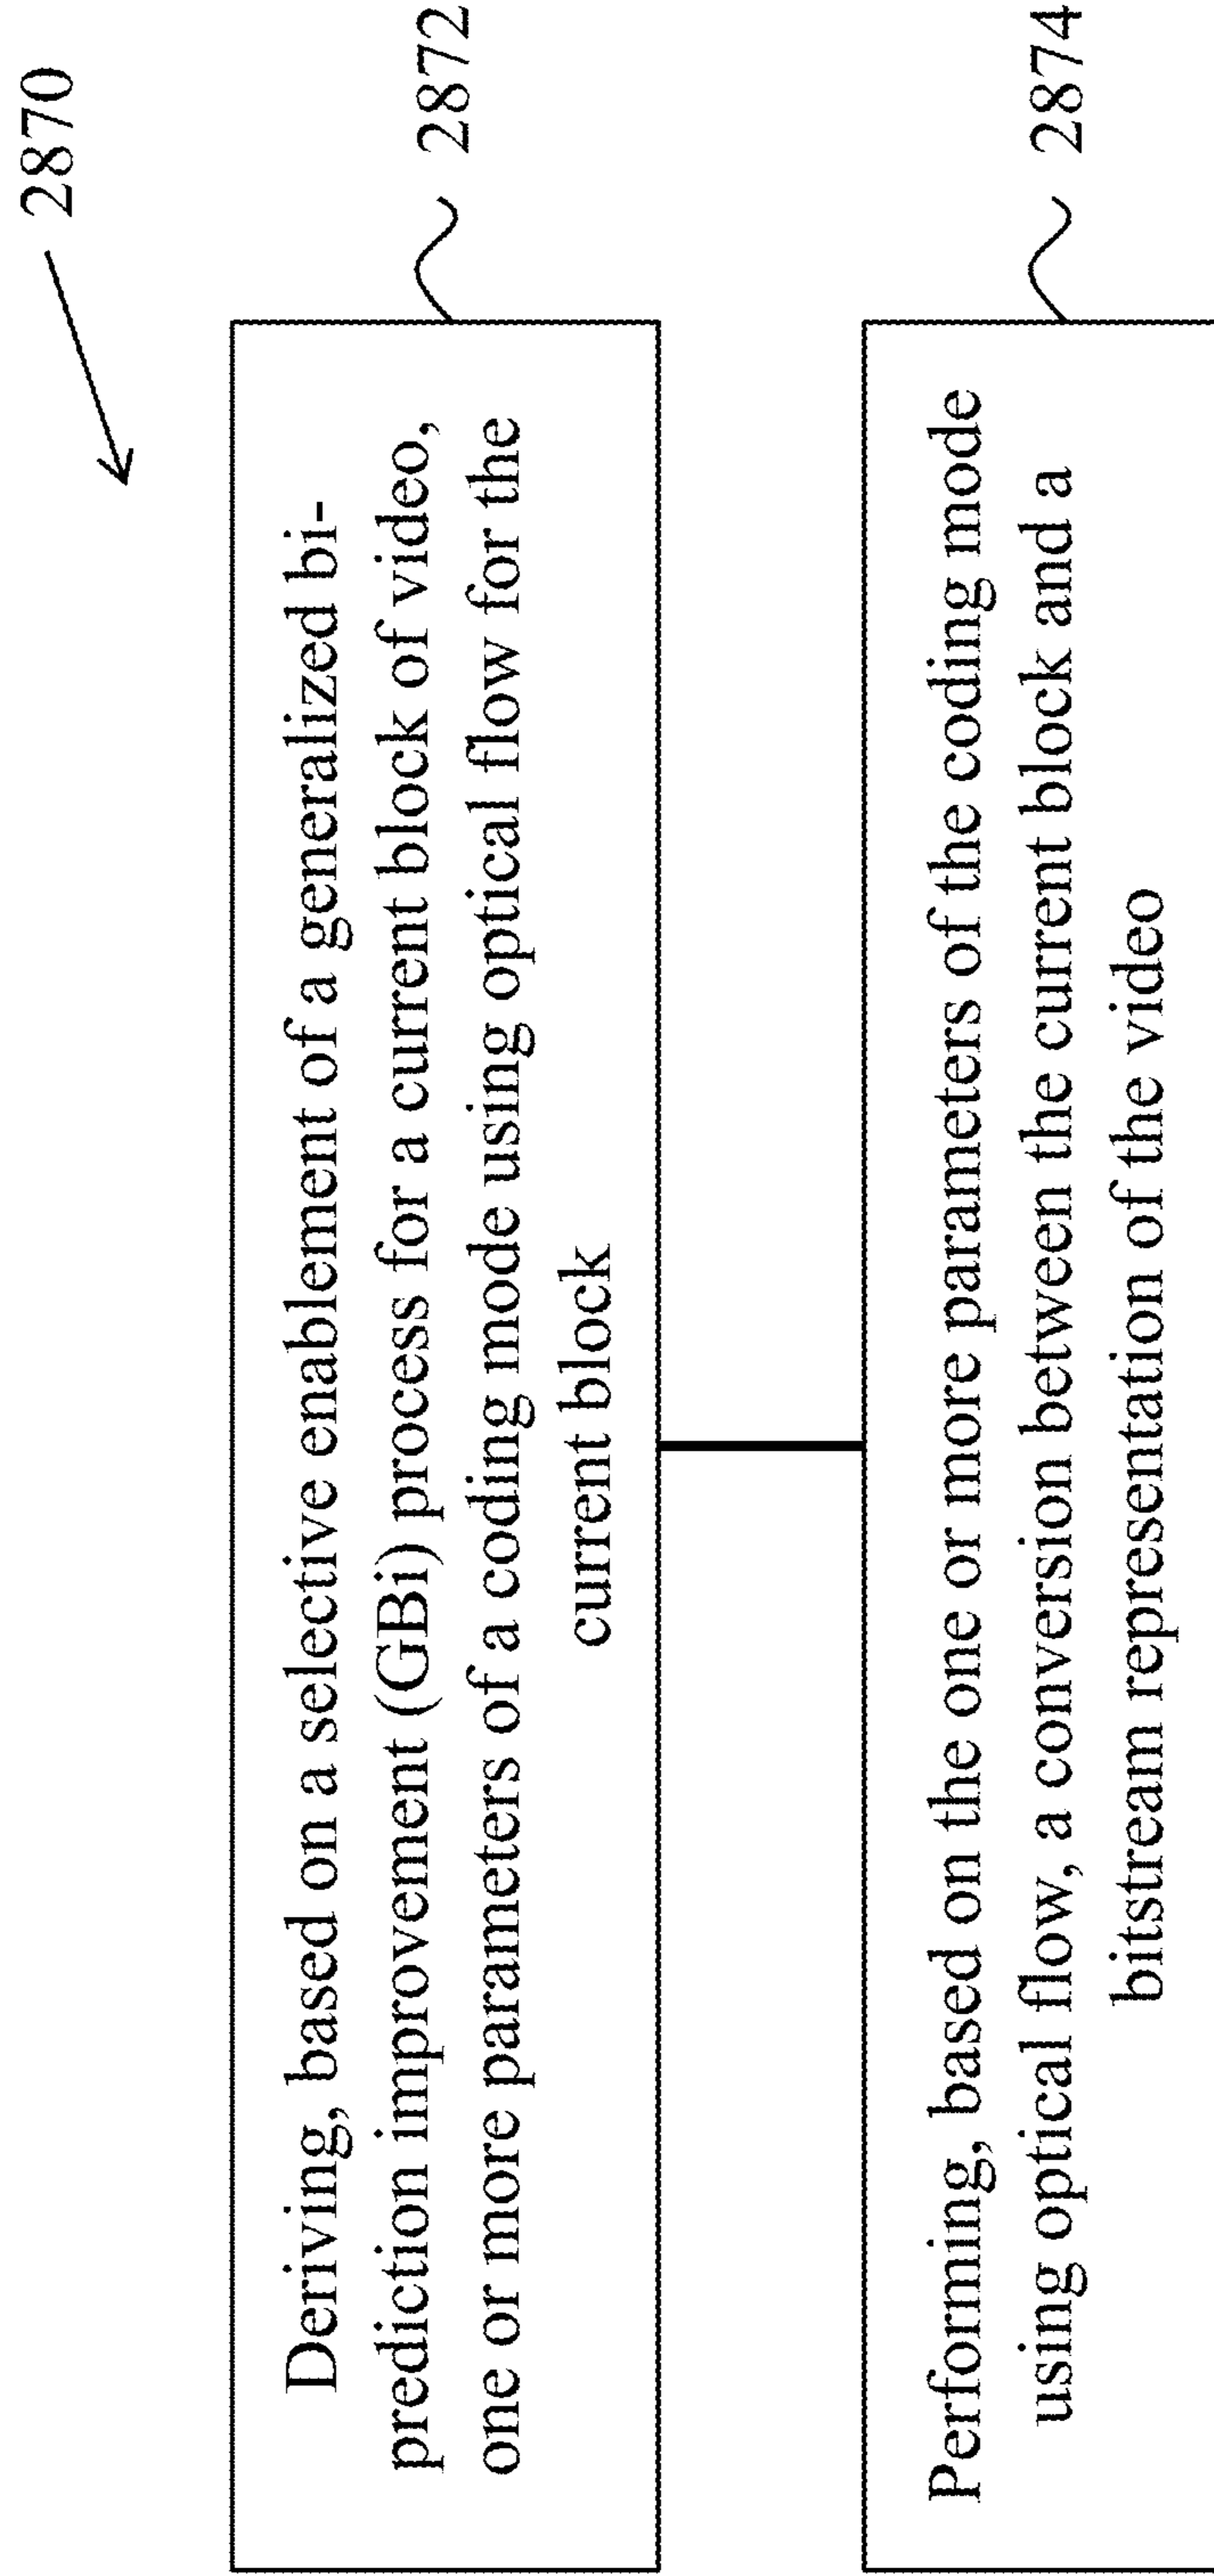 2870
Deriving, based on a selective enablement of a generalized bi-
prediction improvement (GBi) process for a current block of video,
one or more parameters of a coding mode using optical flow for the
current block
2872
Performing, based on the one or more parameters of the coding mode
using optical flow, a conversion between the current block and a
bitstream representation of the video
2874